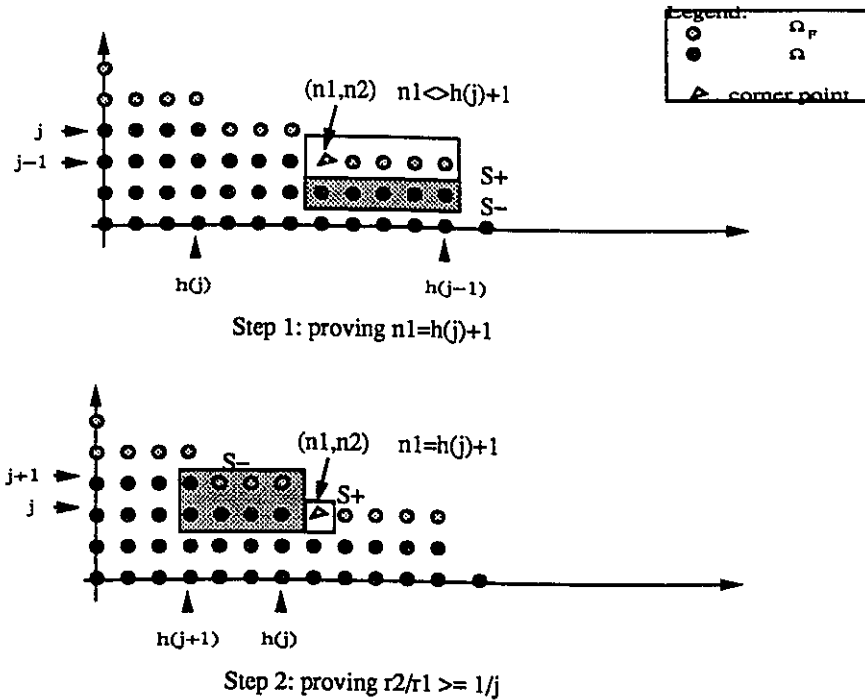 Legend:
Ω_F
Ω
corner point
(n1,n2) n1<>h(j)+1
j
j-1
S+
S-
h(j) h(j-1)
Step 1: proving n1=h(j)+1
(n1,n2) n1=h(j)+1
S-
j+1
S+
j
h(j+1) h(j)
Step 2: proving r2/r1 >= 1/j